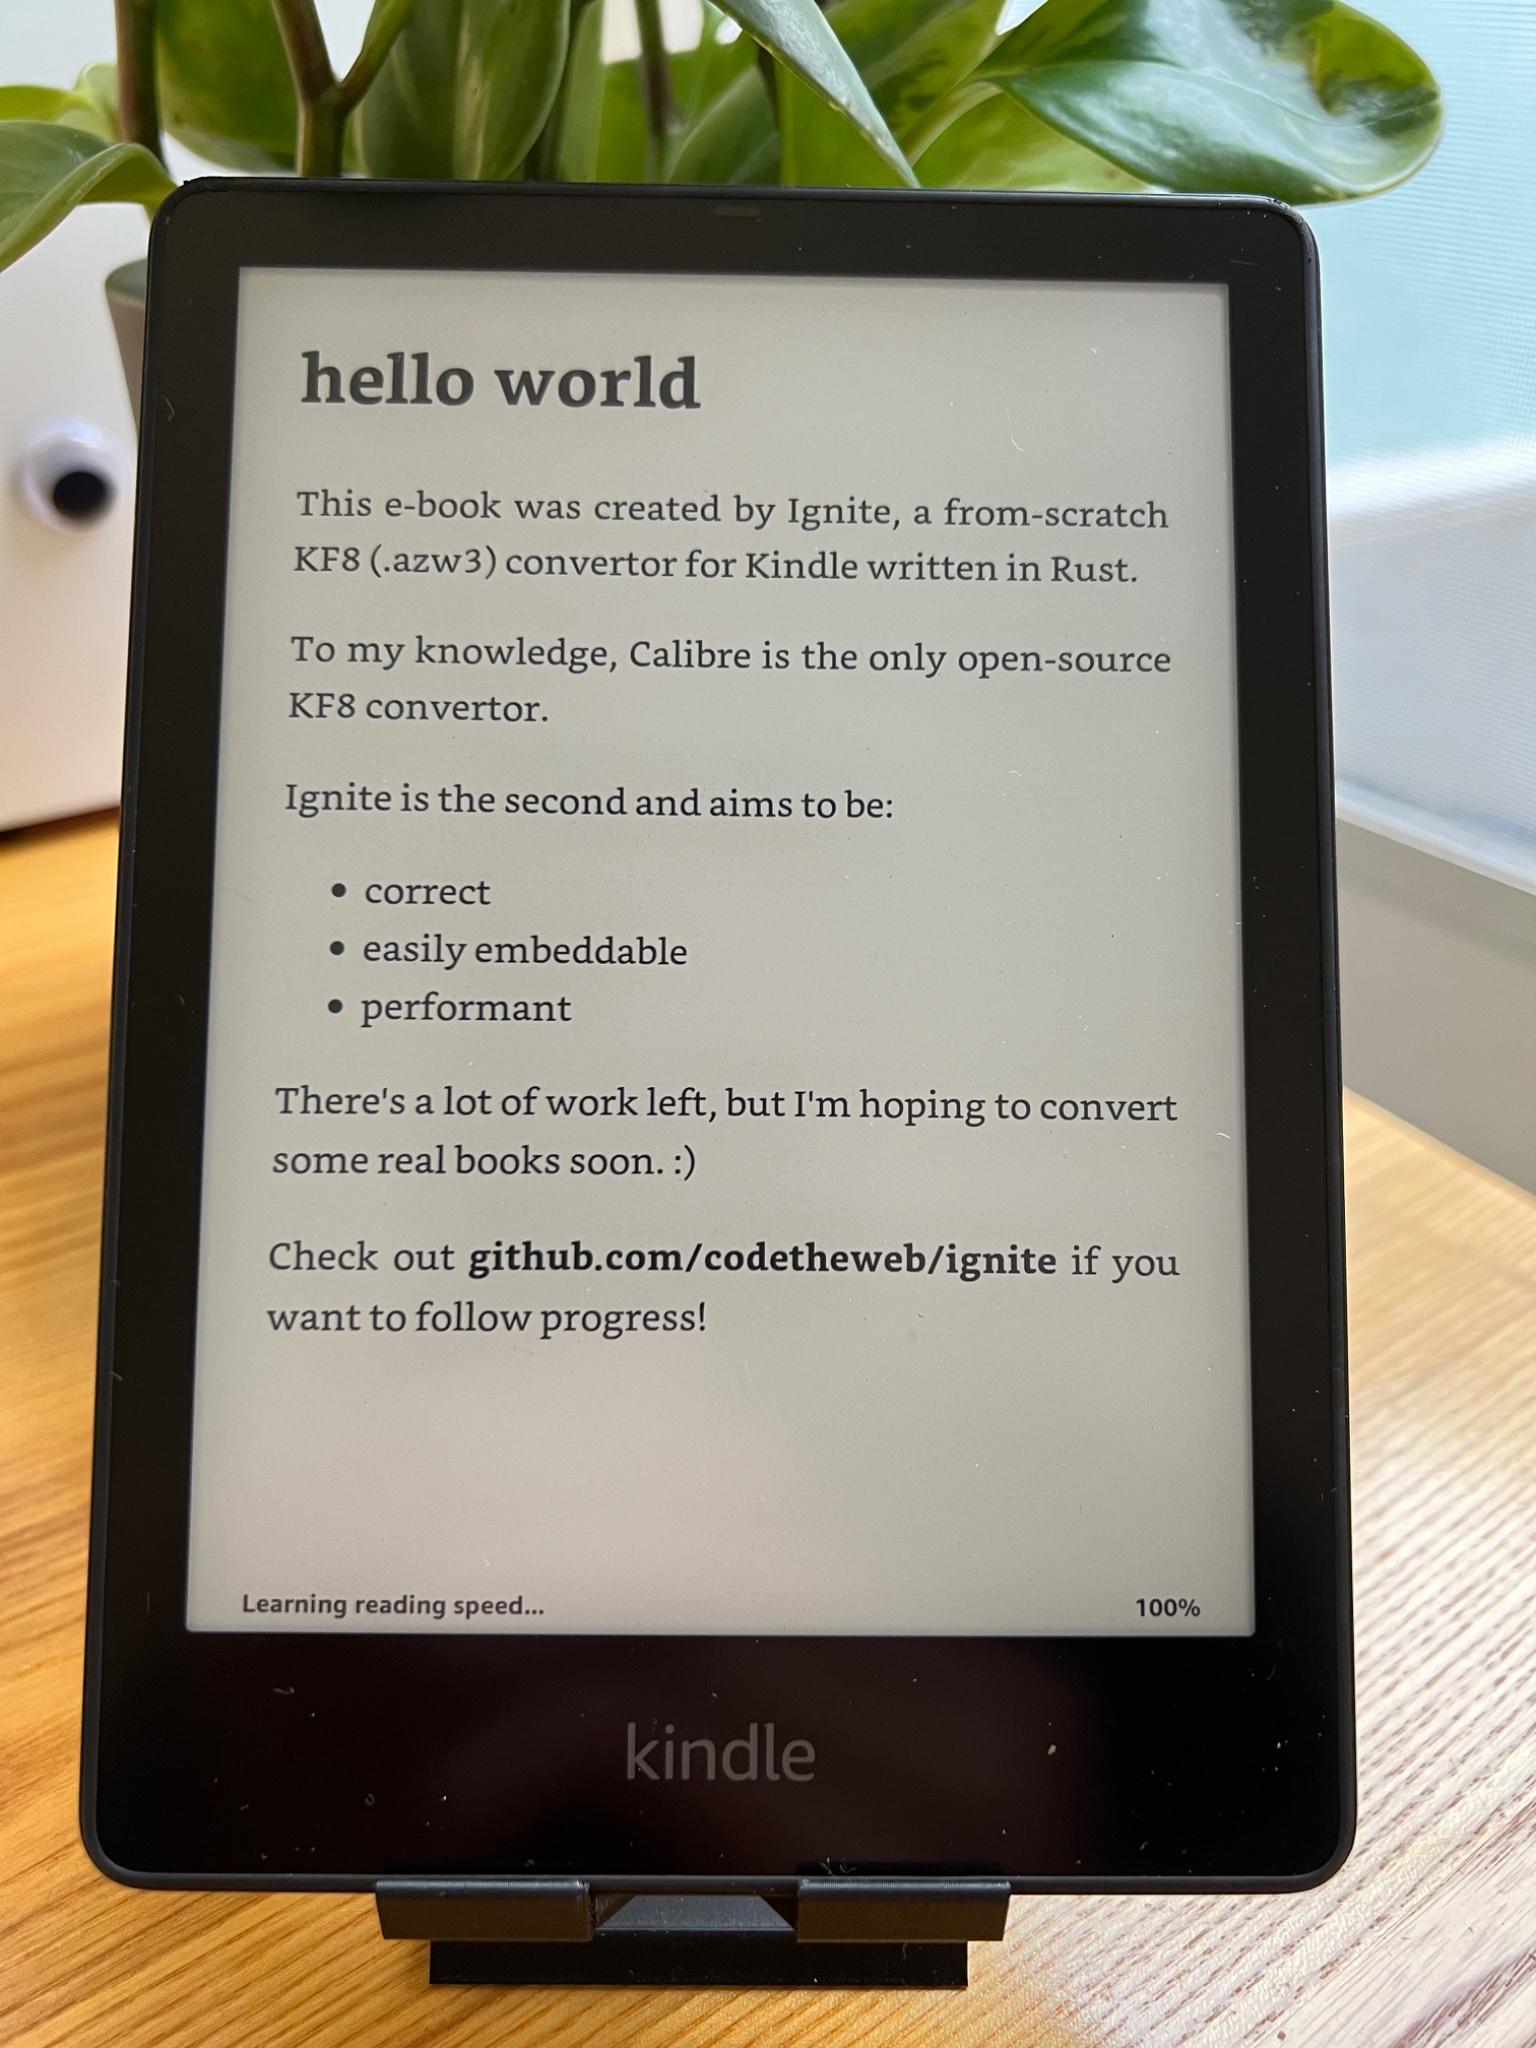 hello world
This e-book was created by Ignite, a from-scratch
KF8 (.azw3) convertor for Kindle written in Rust.
To my knowledge, Calibre is the only open-source
KF8 convertor.
Ignite is the second and aims to be:
• correct
• easily embeddable
• performant
There's a lot of work left, but I'm hoping to convert
some real books soon. :)
Check out github.com/codetheweb/ignite if you
want to follow progress!
Learning reading speed... 100%
kindle